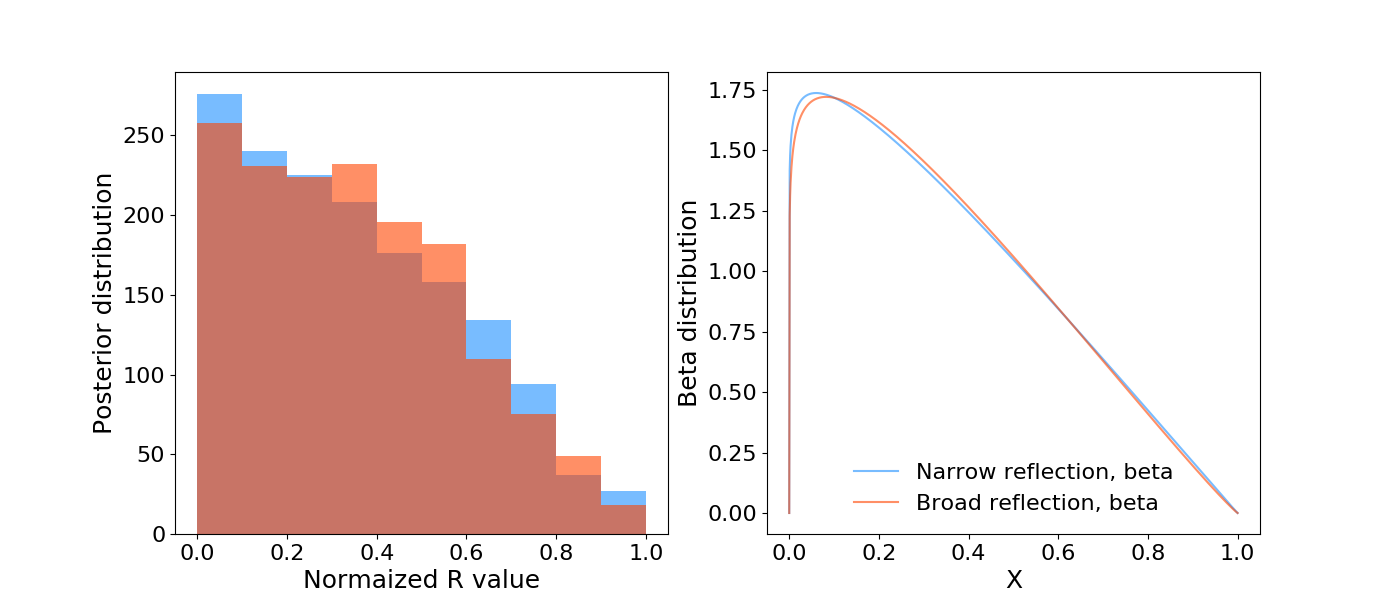 Posterior distribution
250
200
150
100
50
0
0.0 0.2 0.4 0.6 0.8 1.0
Normaized R value
Beta distribution
1.75
1.50
1.25
1.00
0.75
0.50
0.25
0.00
Narrow reflection, beta
Broad reflection, beta
0.0 0.2 0.4 0.6 0.8 1.0
X